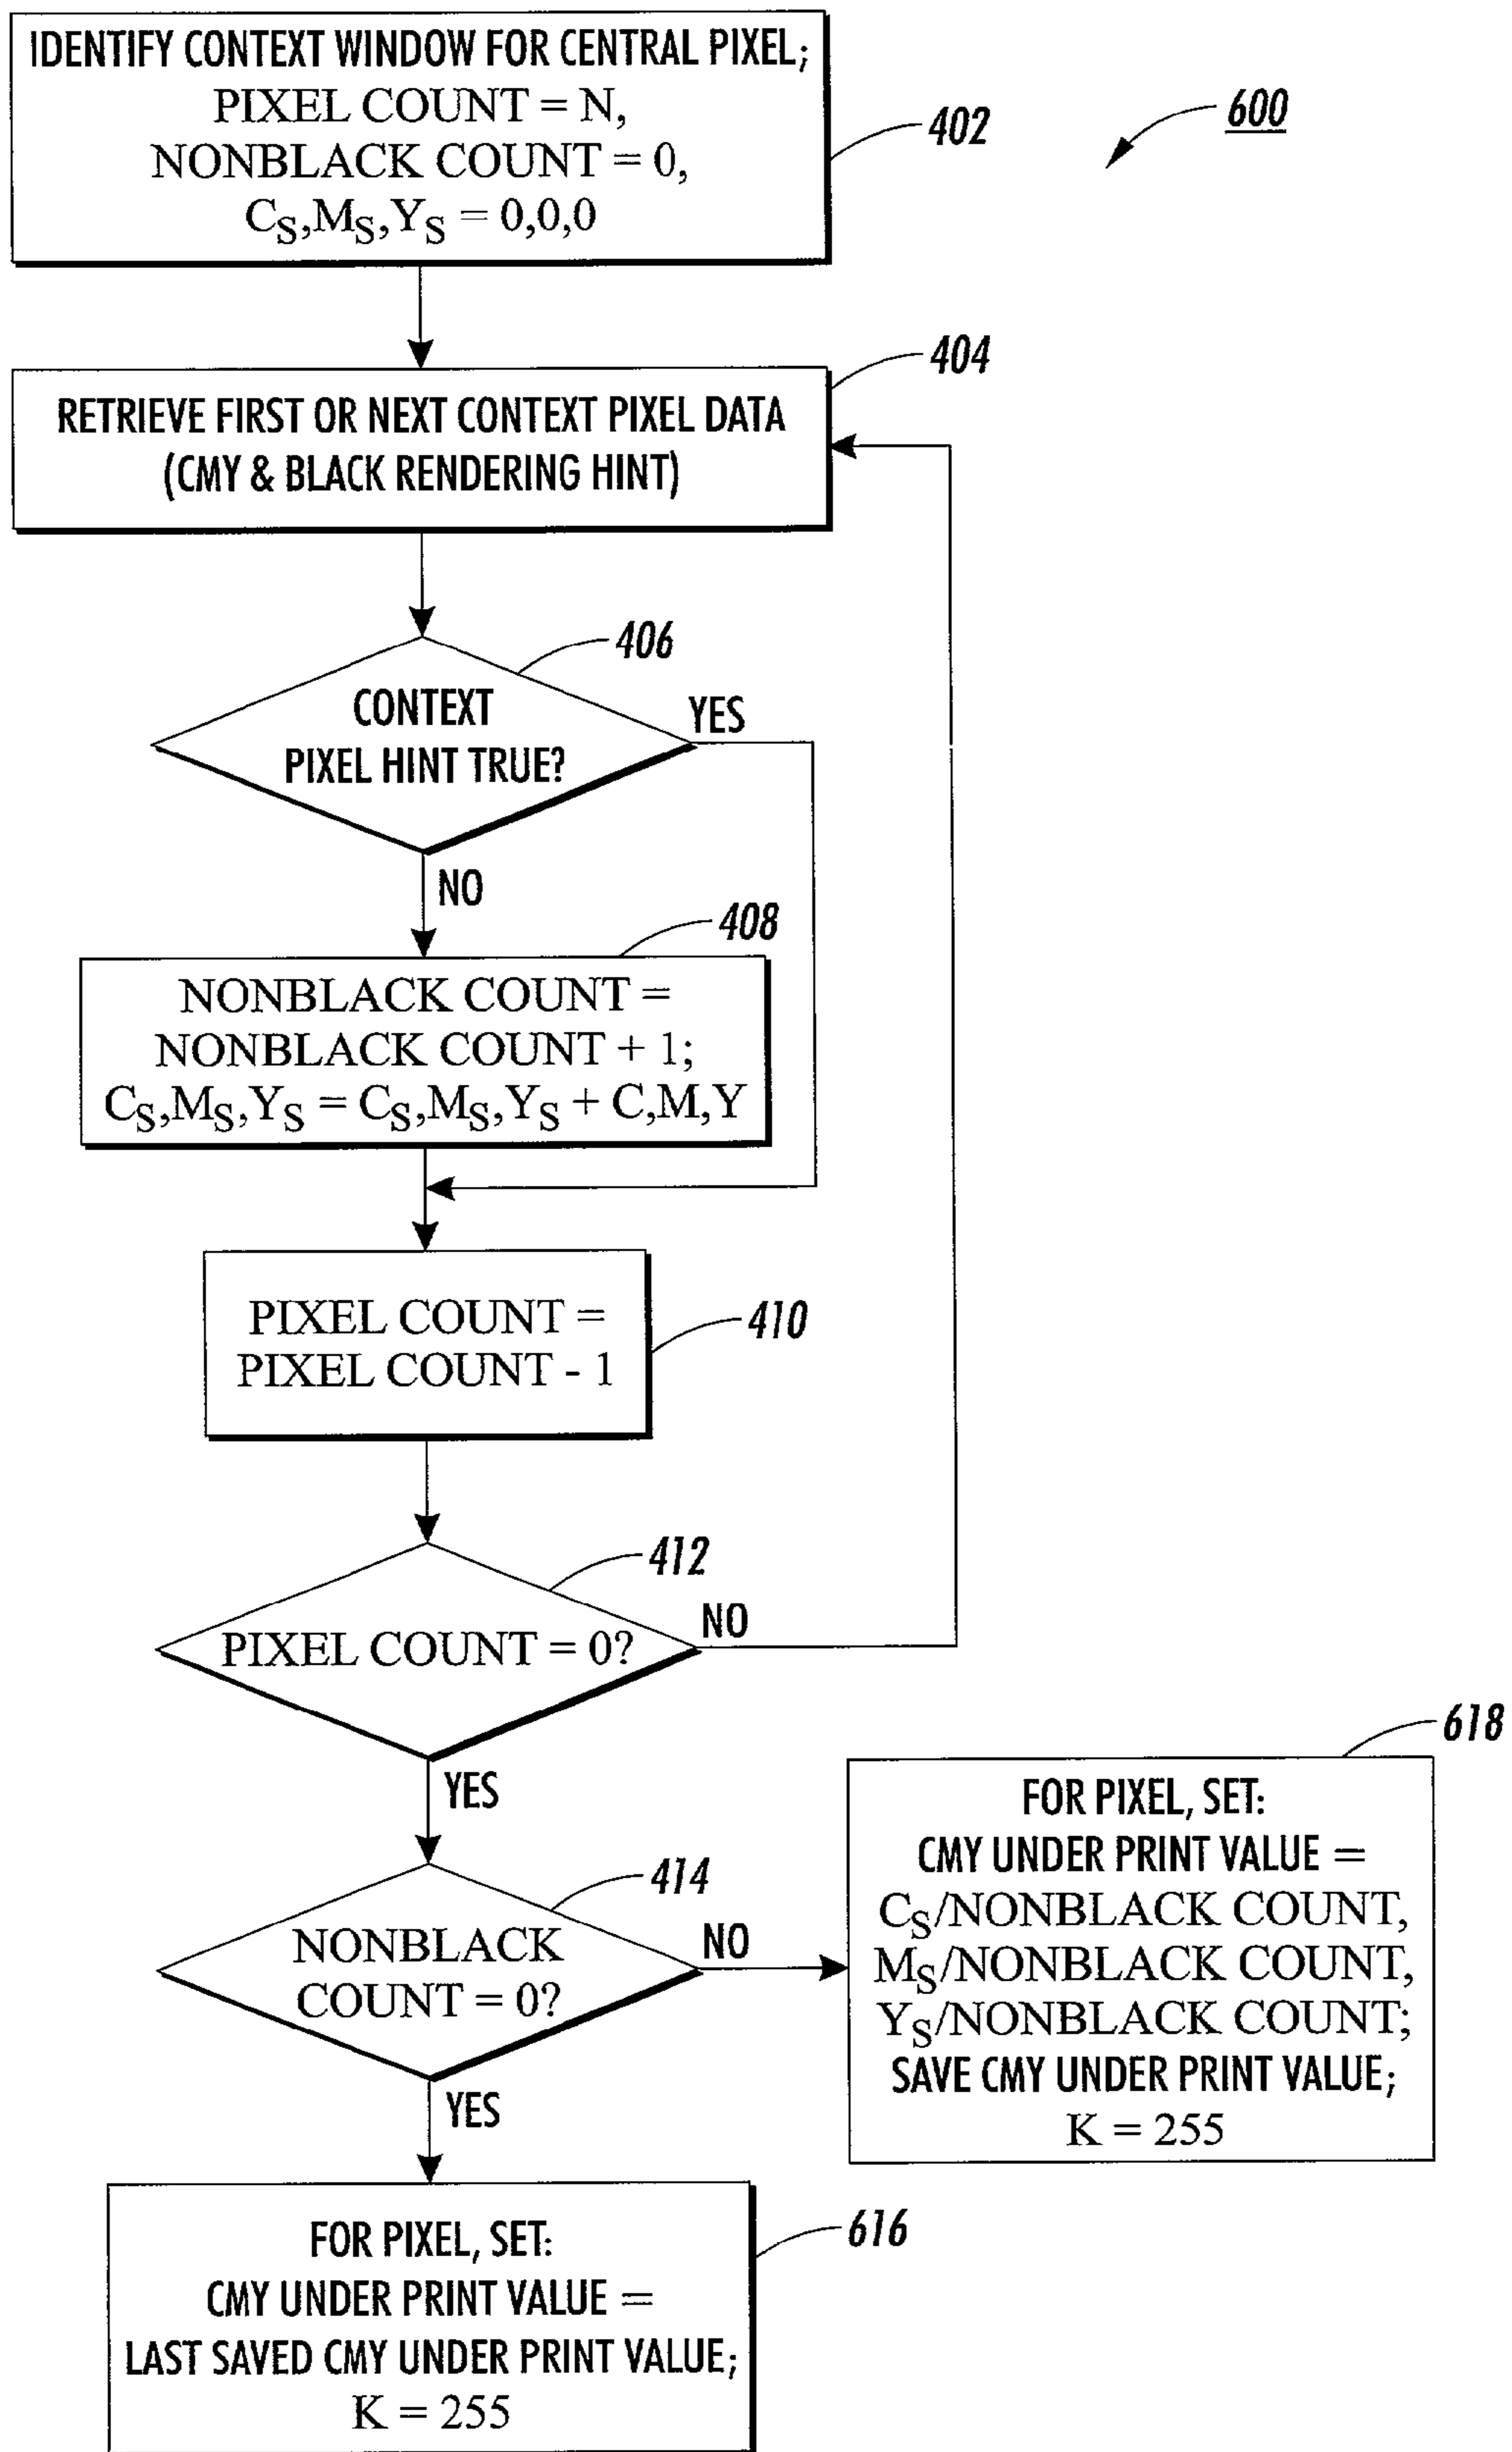 IDENTIFY CONTEXT WINDOW FOR CENTRAL PIXEL;
PIXEL COUNT = N,
NONBLACK COUNT = 0,
CS,MS,YS = 0,0,0
402
600
404
RETRIEVE FIRST OR NEXT CONTEXT PIXEL DATA
(CMY & BLACK RENDERING HINT)
406
CONTEXT
PIXEL HINT TRUE?
YES
NO
408
NONBLACK COUNT =
NONBLACK COUNT + 1;
CS,MS,YS = CS,MS,YS + C,M,Y
PIXEL COUNT =
PIXEL COUNT - 1
410
412
PIXEL COUNT = 0?
NO
YES
414
NONBLACK
COUNT = 0?
NO
YES
618
FOR PIXEL, SET:
CMY UNDER PRINT VALUE =
CS/NONBLACK COUNT,
MS/NONBLACK COUNT,
YS/NONBLACK COUNT;
SAVE CMY UNDER PRINT VALUE;
K = 255
616
FOR PIXEL, SET:
CMY UNDER PRINT VALUE =
LAST SAVED CMY UNDER PRINT VALUE;
K = 255